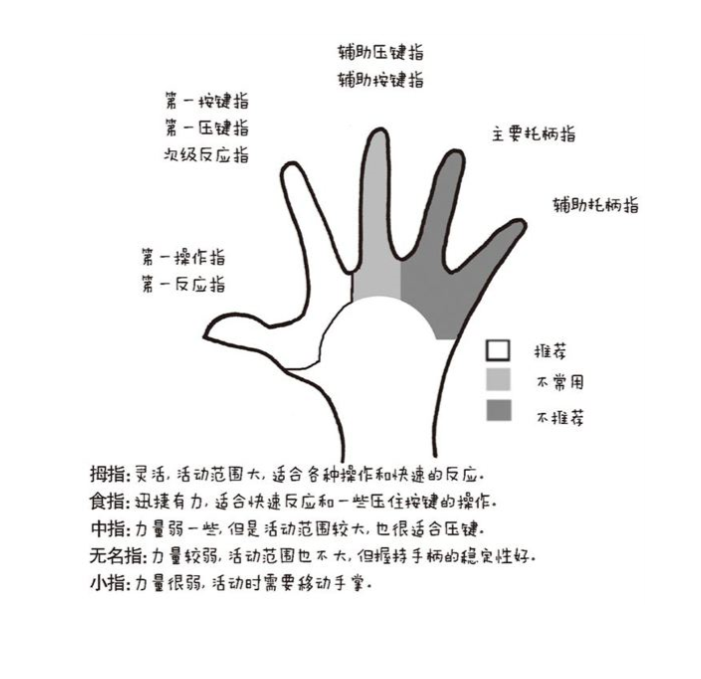 辅助压键指
辅助按键指
第一按键指
第一压键指
次级反应指
主要托柄指
辅助托柄指
第一操作指
第一反应指
推荐
不常用
不推荐
拇指:灵活,活动范围大,适合各种操作和快速的反应.
食指:迅捷有力,适合快速反应和一些压住按键的操作.
中指:力量弱一些,但是活动范围较大,也很适合压键.
无名指:力量较弱,活动范围也不大,但握持手柄的稳定性好.
小指:力量很弱,活动时需要移动手掌.